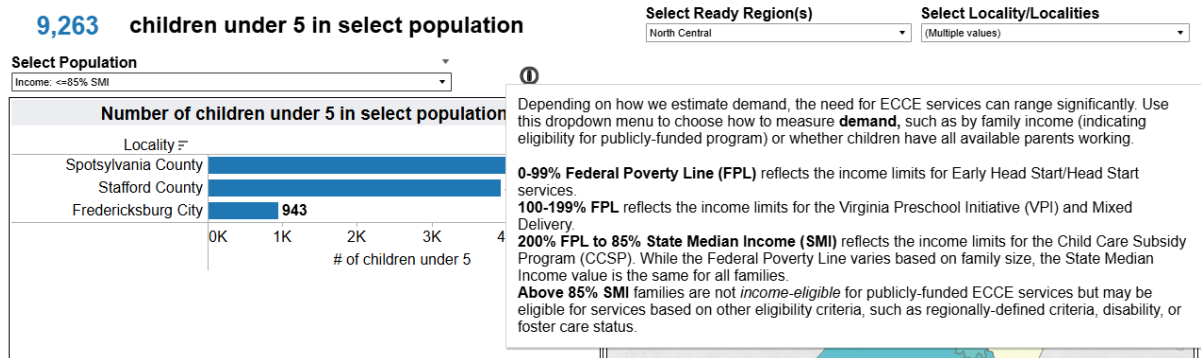 9,263 children under 5 in select population
Select Ready Region(s)
North Central
Select Locality/Localities
(Multiple values)
Select Population
Income: <=85% SMI
Number of children under 5 in select population
Locality
Spotsylvania County
Stafford County
Fredericksburg City
943
0K 1K 2K 3K 4
# of children under 5
Depending on how we estimate demand, the need for ECCE services can range significantly. Use
this dropdown menu to choose how to measure demand, such as by family income (indicating
eligibility for publicly-funded program) or whether children have all available parents working.
0-99% Federal Poverty Line (FPL) reflects the income limits for Early Head Start/Head Start
services.
100-199% FPL reflects the income limits for the Virginia Preschool Initiative (VPI) and Mixed
Delivery.
200% FPL to 85% State Median Income (SMI) reflects the income limits for the Child Care Subsidy
Program (CCSP). While the Federal Poverty Line varies based on family size, the State Median
Income value is the same for all families.
Above 85% SMI families are not income-eligible for publicly-funded ECCE services but may be
eligible for services based on other eligibility criteria, such as regionally-defined criteria, disability, or
foster care status.